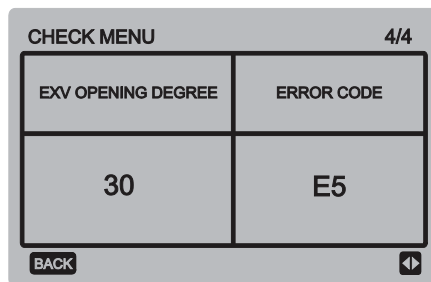 CHECK MENU 4/4
EXV OPENING DEGREE ERROR CODE
30 E5
BACK